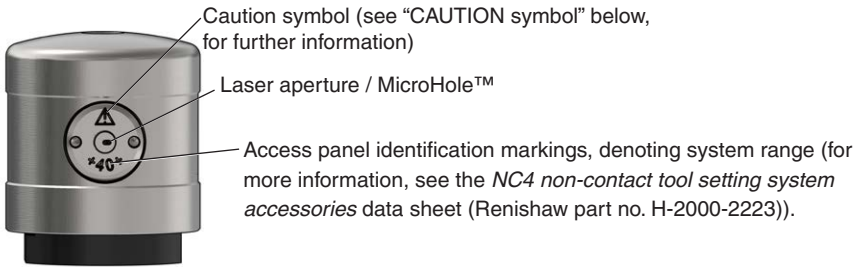 Caution symbol (see “CAUTION symbol” below,
for further information)
Laser aperture / MicroHole™
Access panel identification markings, denoting system range (for
more information, see the NC4 non-contact tool setting system
accessories data sheet (Renishaw part no. H-2000-2223)).
*40*